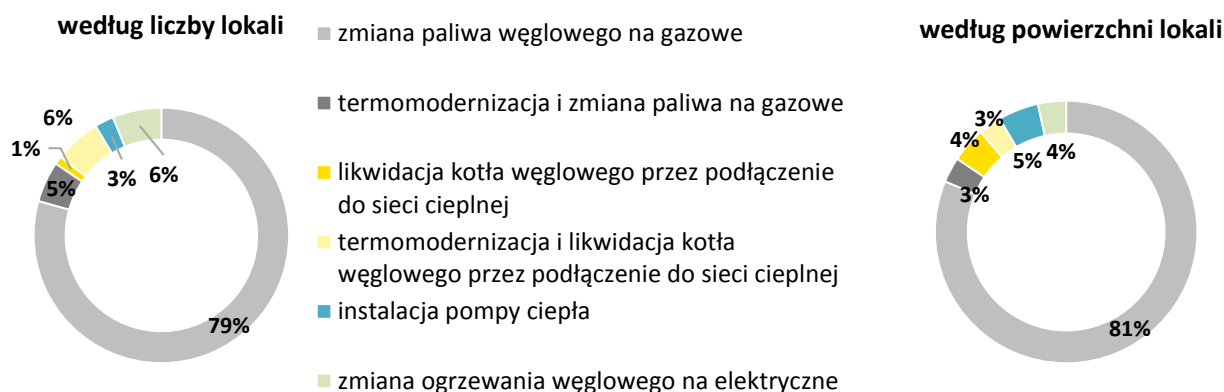 według liczby lokali
6%
1%
5%
3%
6%
79%
zmiana paliwa węglowego na gazowe
termomodernizacja i zmiana paliwa na gazowe
likwidacja kotła węglowego przez podłączenie
do sieci cieplnej
termomodernizacja i likwidacja kotła
węglowego przez podłączenie do sieci cieplnej
instalacja pompy ciepła
zmiana ogrzewania węglowego na elektryczne
według powierzchni lokali
3%
4%
5%
4%
3%
81%